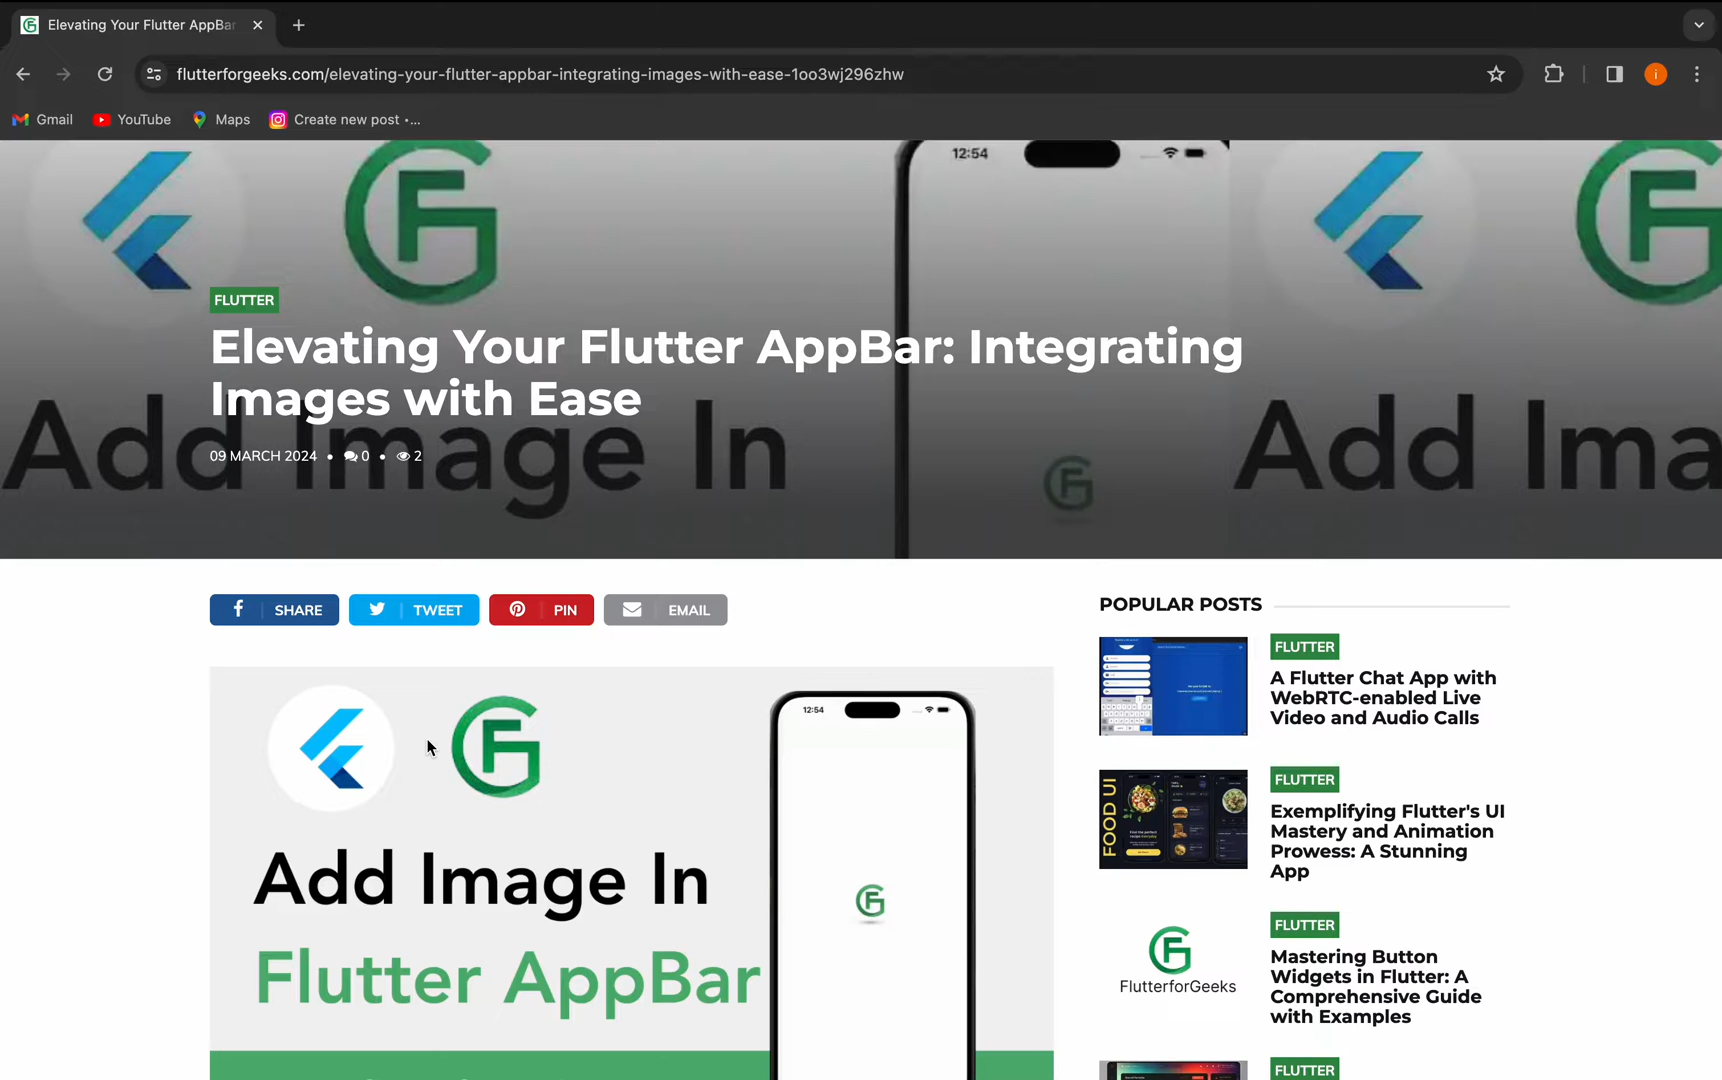 Elevating Your Flutter AppBar
flutterforgeeks.com/elevating-your-flutter-appbar-integrating-images-with-ease-1oo3wj296zhw
i
Gmail
YouTube
Maps
Create new post •...
12:54
FLUTTER
Elevating Your Flutter AppBar: Integrating
Images with Ease
Add Image In
Add Ima
09 MARCH 2024 • 0 • 2
SHARE
TWEET
PIN
EMAIL
12:54
Add Image In
Flutter AppBar
POPULAR POSTS
FLUTTER
A Flutter Chat App with
WebRTC-enabled Live
Video and Audio Calls
FOOD UI
FLUTTER
Exemplifying Flutter's UI
Mastery and Animation
Prowess: A Stunning
App
FlutterforGeeks
FLUTTER
Mastering Button
Widgets in Flutter: A
Comprehensive Guide
with Examples
FLUTTER